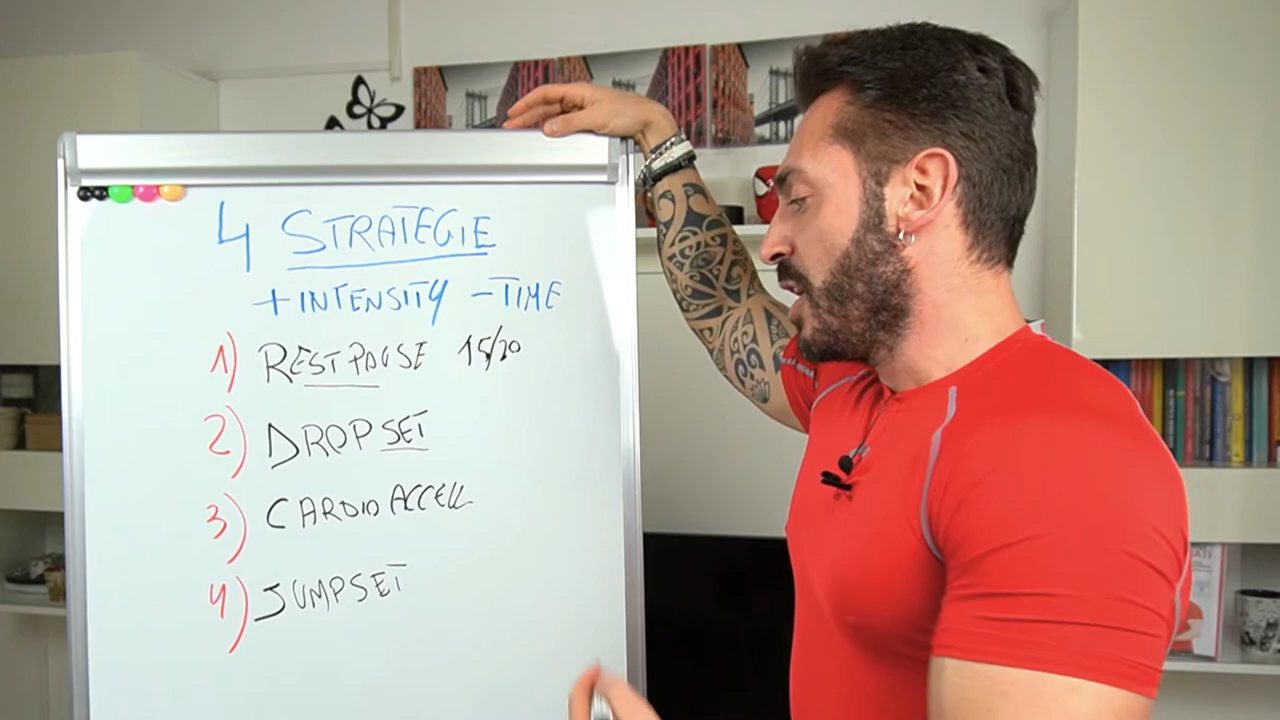 4 STRATEGIE
+ INTENSITY - TIME
1) REST PAUSE 15/20
2) DROP SET
3) CARDIO ACCELL
4) JUMPSET